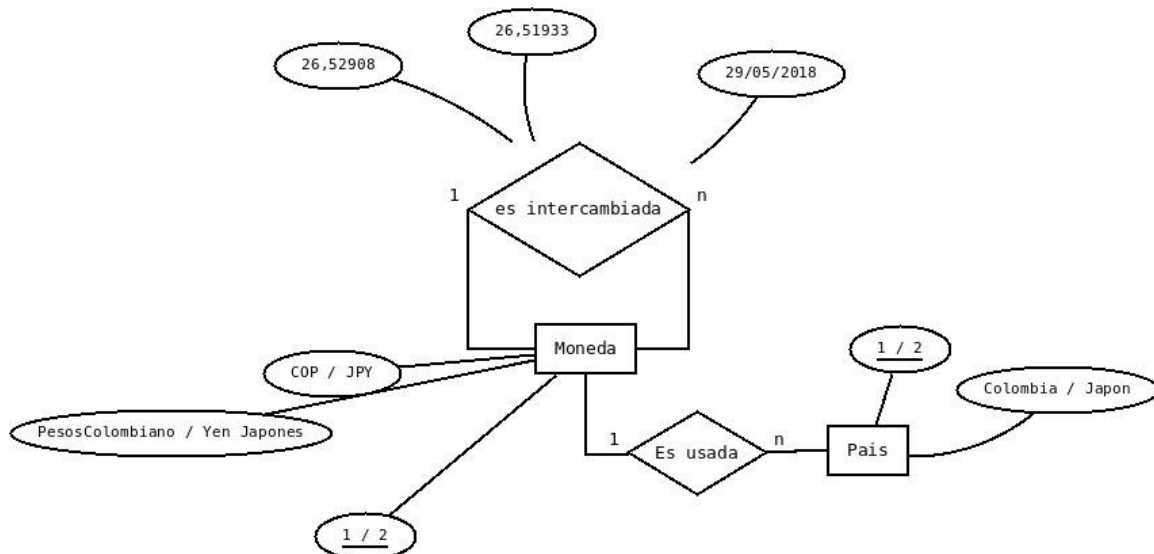 26,51933
26,52908
29/05/2018
1
n
es intercambiada
Moneda
1 / 2
COP / JPY
Colombia / Japon
PesosColombiano / Yen Japones
1
n
Es usada
Pais
1 / 2